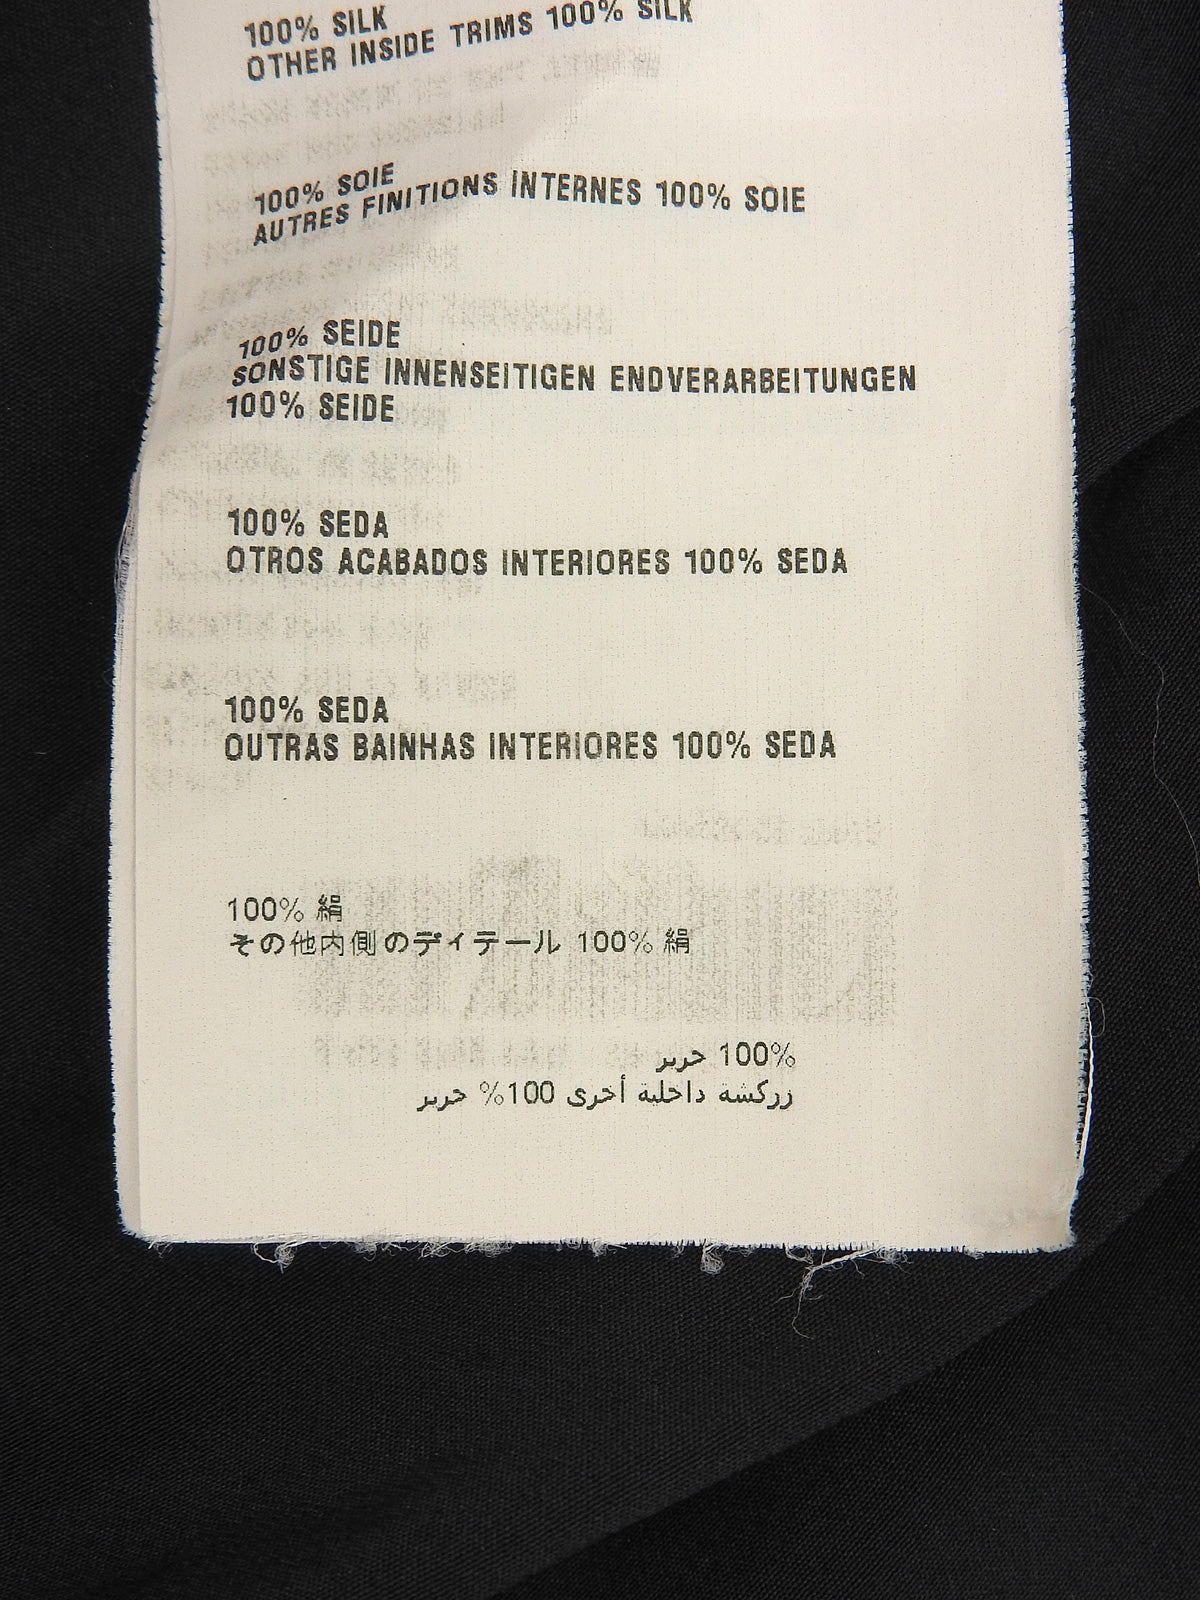 100% SILK
OTHER INSIDE TRIMS 100% SILK
100% SOIE
AUTRES FINITIONS INTERNES 100% SOIE
100% SEIDE
SONSTIGE INNENSEITIGEN ENDVERARBEITUNGEN
100% SEIDE
100% SEDA
OTROS ACABADOS INTERIORES 100% SEDA
100% SEDA
OUTRAS BAINHAS INTERIORES 100% SEDA
100% 絹
その他内側のディテール 100% 絹
100% حرير
زركشة داخلية أخرى 100% حرير